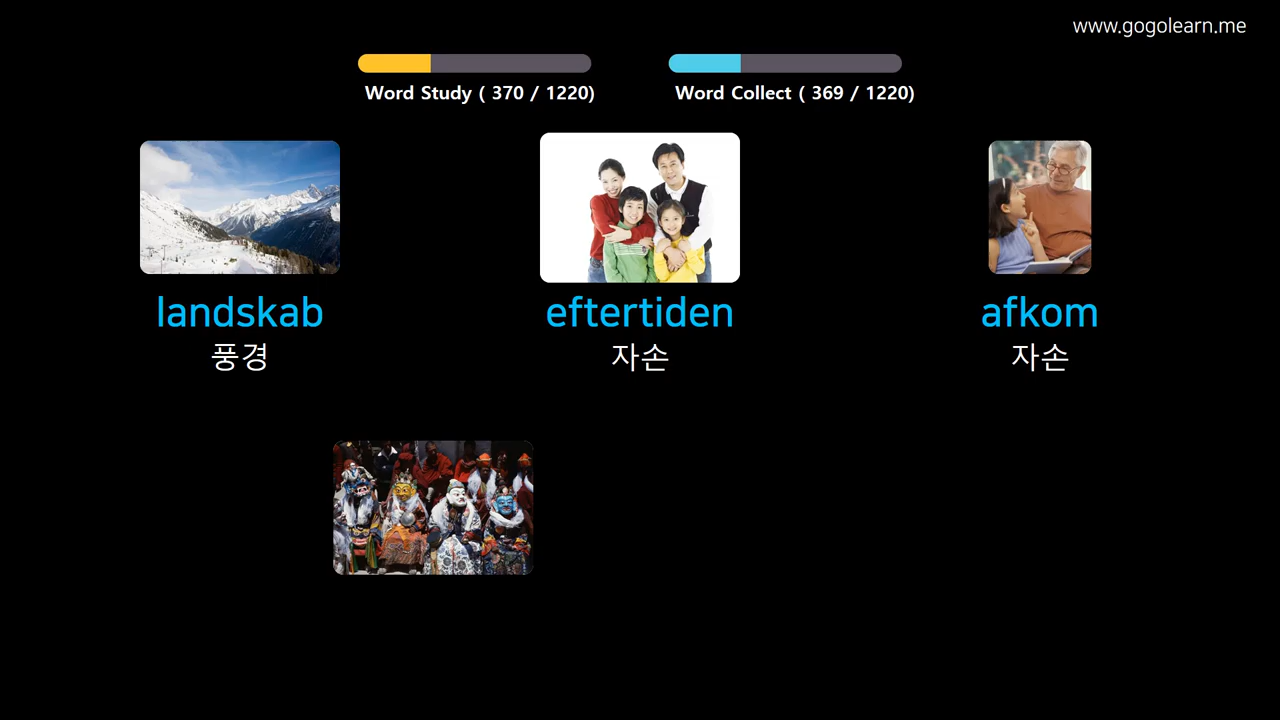 www.gogolearn.me
Word Study ( 370 / 1220)
Word Collect ( 369 / 1220)
landskab
eftertiden
afkom
풍경
자손
자손